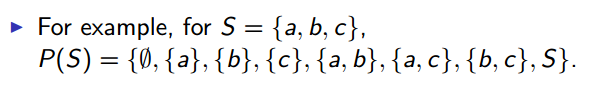 ▶ For example, for S = {a, b, c},
P(S) = {∅, {a}, {b}, {c}, {a, b}, {a, c}, {b, c}, S}.